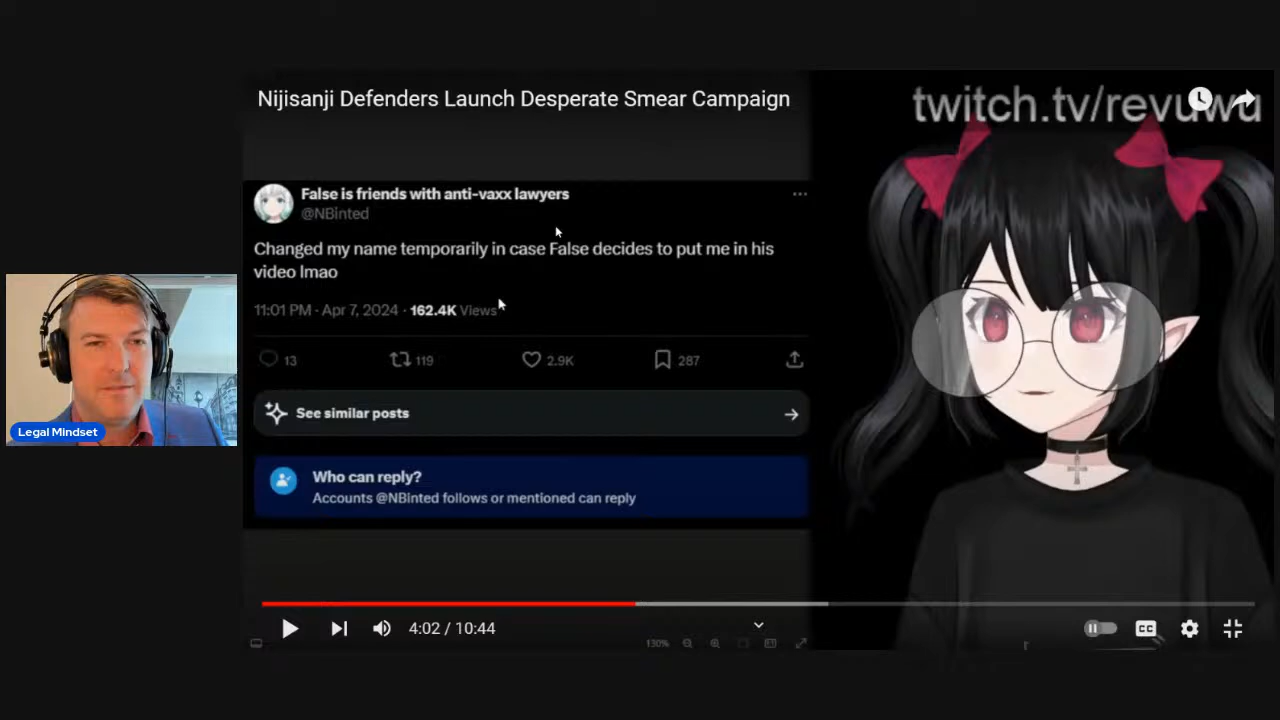 Nijisanji Defenders Launch Desperate Smear Campaign
twitch.tv/revuwu
False is friends with anti-vaxx lawyers
@NBinted
Changed my name temporarily in case False decides to put me in his
video lmao
11:01 PM · Apr 7, 2024 · 162.4K Views
13 119 2.9K 287
See similar posts
Who can reply?
Accounts @NBinted follows or mentioned can reply
Legal Mindset
4:02 / 10:44
CC
130%